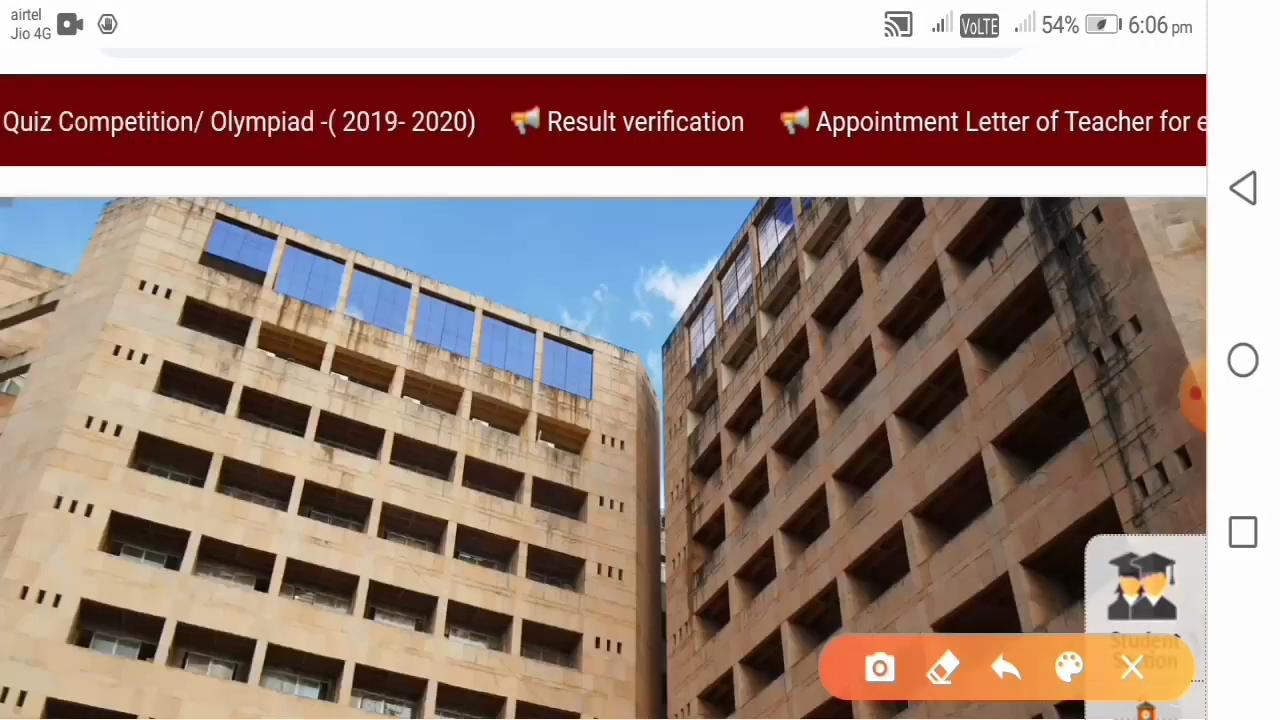 airtel
Jio 4G
VoLTE 54% 6:06 pm
Quiz Competition/ Olympiad -( 2019- 2020) Result verification Appointment Letter of Teacher for e
Student